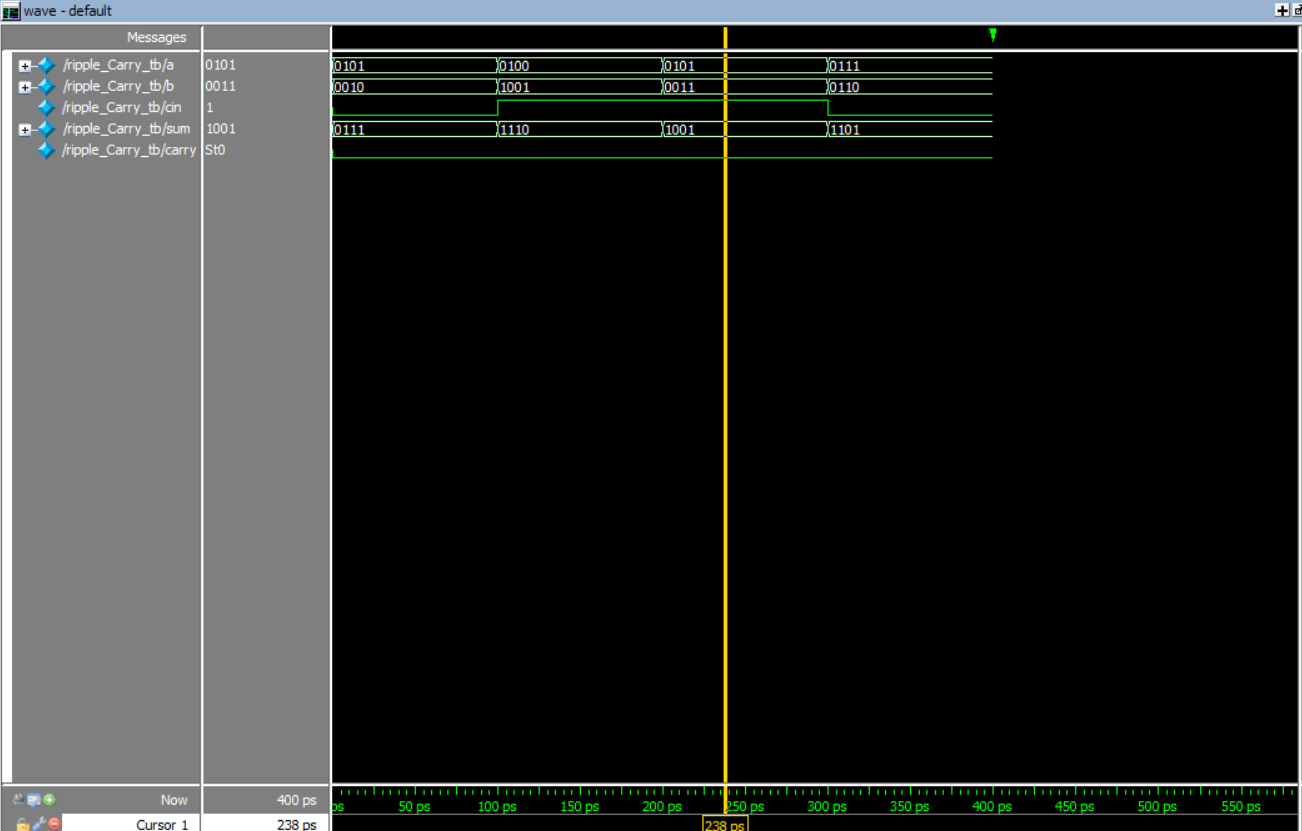 wave - default
Messages
/ripple_Carry_tb/a 0101 0101 0100 0101 0111
/ripple_Carry_tb/b 0011 0010 1001 0011 0110
/ripple_Carry_tb/cin 1
/ripple_Carry_tb/sum 1001 0111 1110 1001 1101
/ripple_Carry_tb/carry St0
Now 400 ps ps 50 ps 100 ps 150 ps 200 ps 250 ps 300 ps 350 ps 400 ps 450 ps 500 ps 550 ps
Cursor 1 238 ps 238 ps